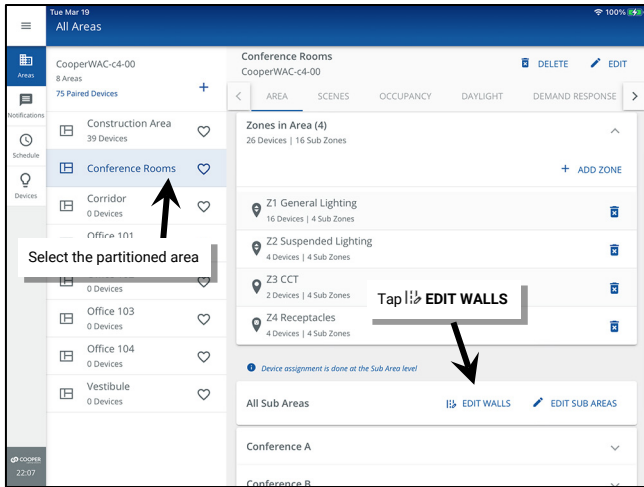 Tue Mar 19
100%
All Areas
Areas
Notifications
Schedule
Devices
COOPER
22:07
CooperWAC-c4-00
8 Areas
75 Paired Devices
+
Construction Area
39 Devices
Conference Rooms
Corridor
0 Devices
Office 101
Select the partitioned area
Office 103
0 Devices
Office 104
0 Devices
Vestibule
0 Devices
Conference Rooms
CooperWAC-c4-00
DELETE
EDIT
AREA SCENES OCCUPANCY DAYLIGHT DEMAND RESPONSE
Zones in Area (4)
26 Devices | 16 Sub Zones
+ ADD ZONE
Z1 General Lighting
16 Devices | 4 Sub Zones
Z2 Suspended Lighting
4 Devices | 4 Sub Zones
Z3 CCT
2 Devices | 4 Sub Zones
Tap EDIT WALLS
Z4 Receptacles
4 Devices | 4 Sub Zones
Device assignment is done at the Sub Area level
All Sub Areas
EDIT WALLS
EDIT SUB AREAS
Conference A
Conference B